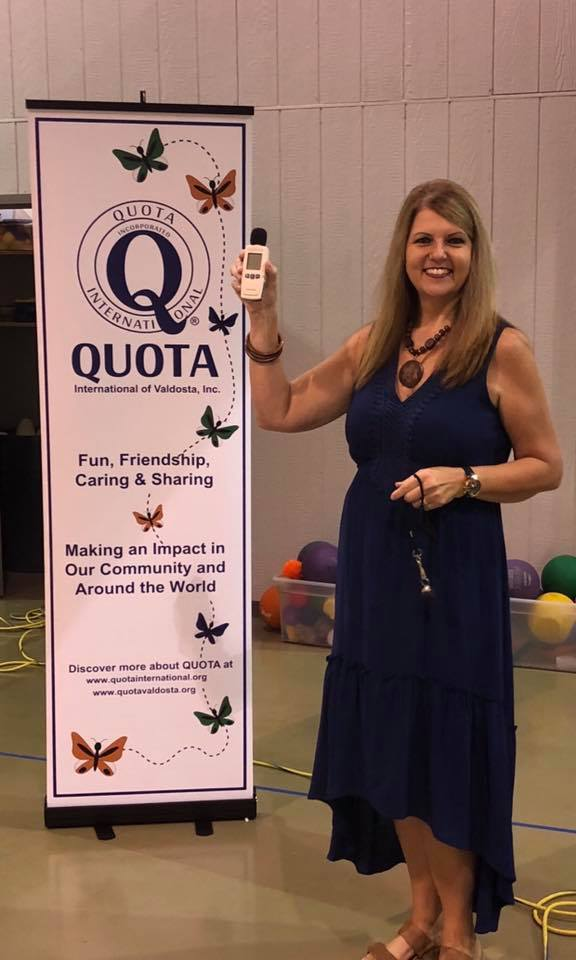 QUOTA
INCORPORATED
Q
INTERNATIONAL®
QUOTA
International of Valdosta, Inc.
Fun, Friendship,
Caring & Sharing
Making an Impact in
Our Community and
Around the World
Discover more about QUOTA at
www.quotainternational.org
www.quotavaldosta.org